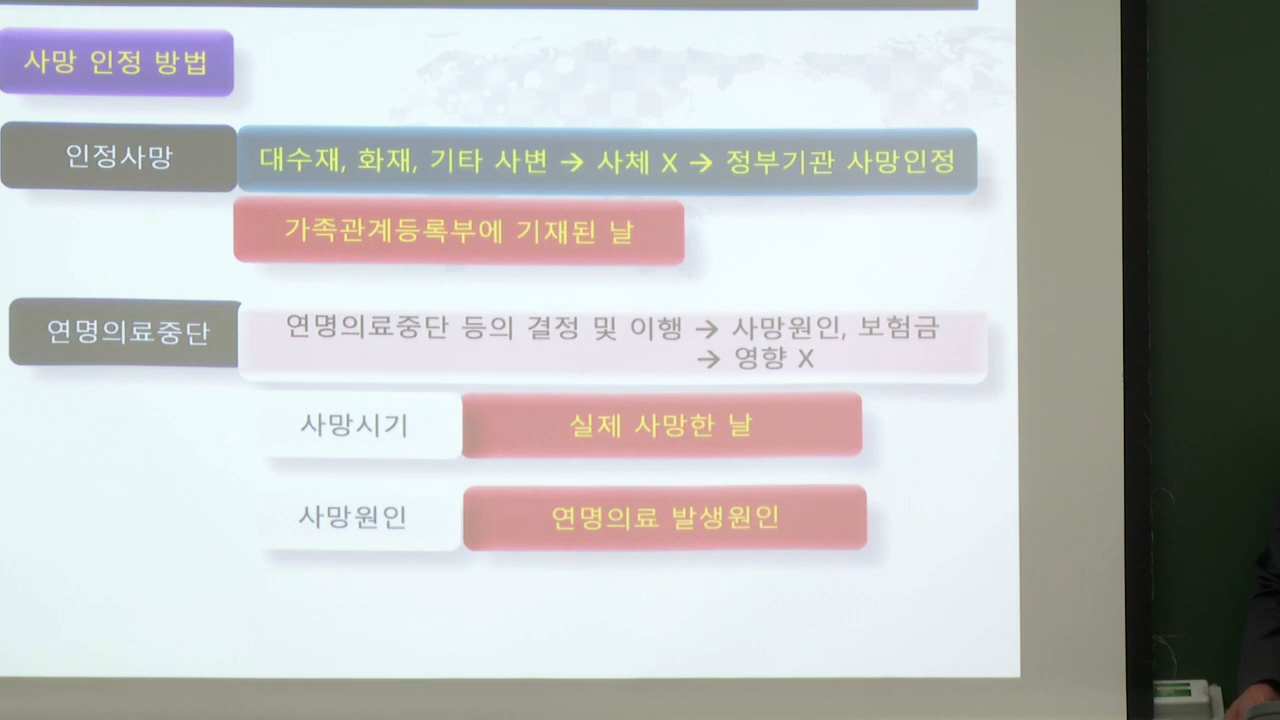 사망 인정 방법
인정사망
대수재, 화재, 기타 사변 → 사체 X → 정부기관 사망인정
가족관계등록부에 기재된 날
연명의료중단
연명의료중단 등의 결정 및 이행 → 사망원인, 보험금
→ 영향 X
사망시기
실제 사망한 날
사망원인
연명의료 발생원인